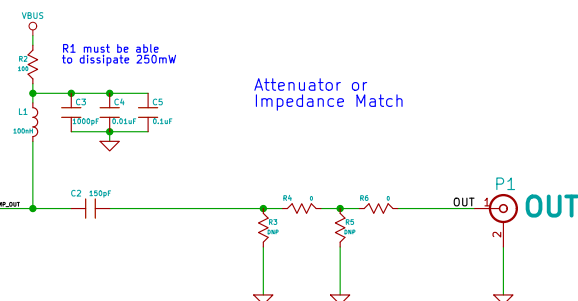 VBUS
R1 must be able
to dissipate 250mW
R2
100
Attenuator or
Impedance Match
C3
C4
C5
1000pF
0.01uF
0.1uF
L1
100nH
C2 150pF
MP_OUT
R4 0
R6 0
OUT 1
P1
OUT
R3
DNP
R5
DNP
2